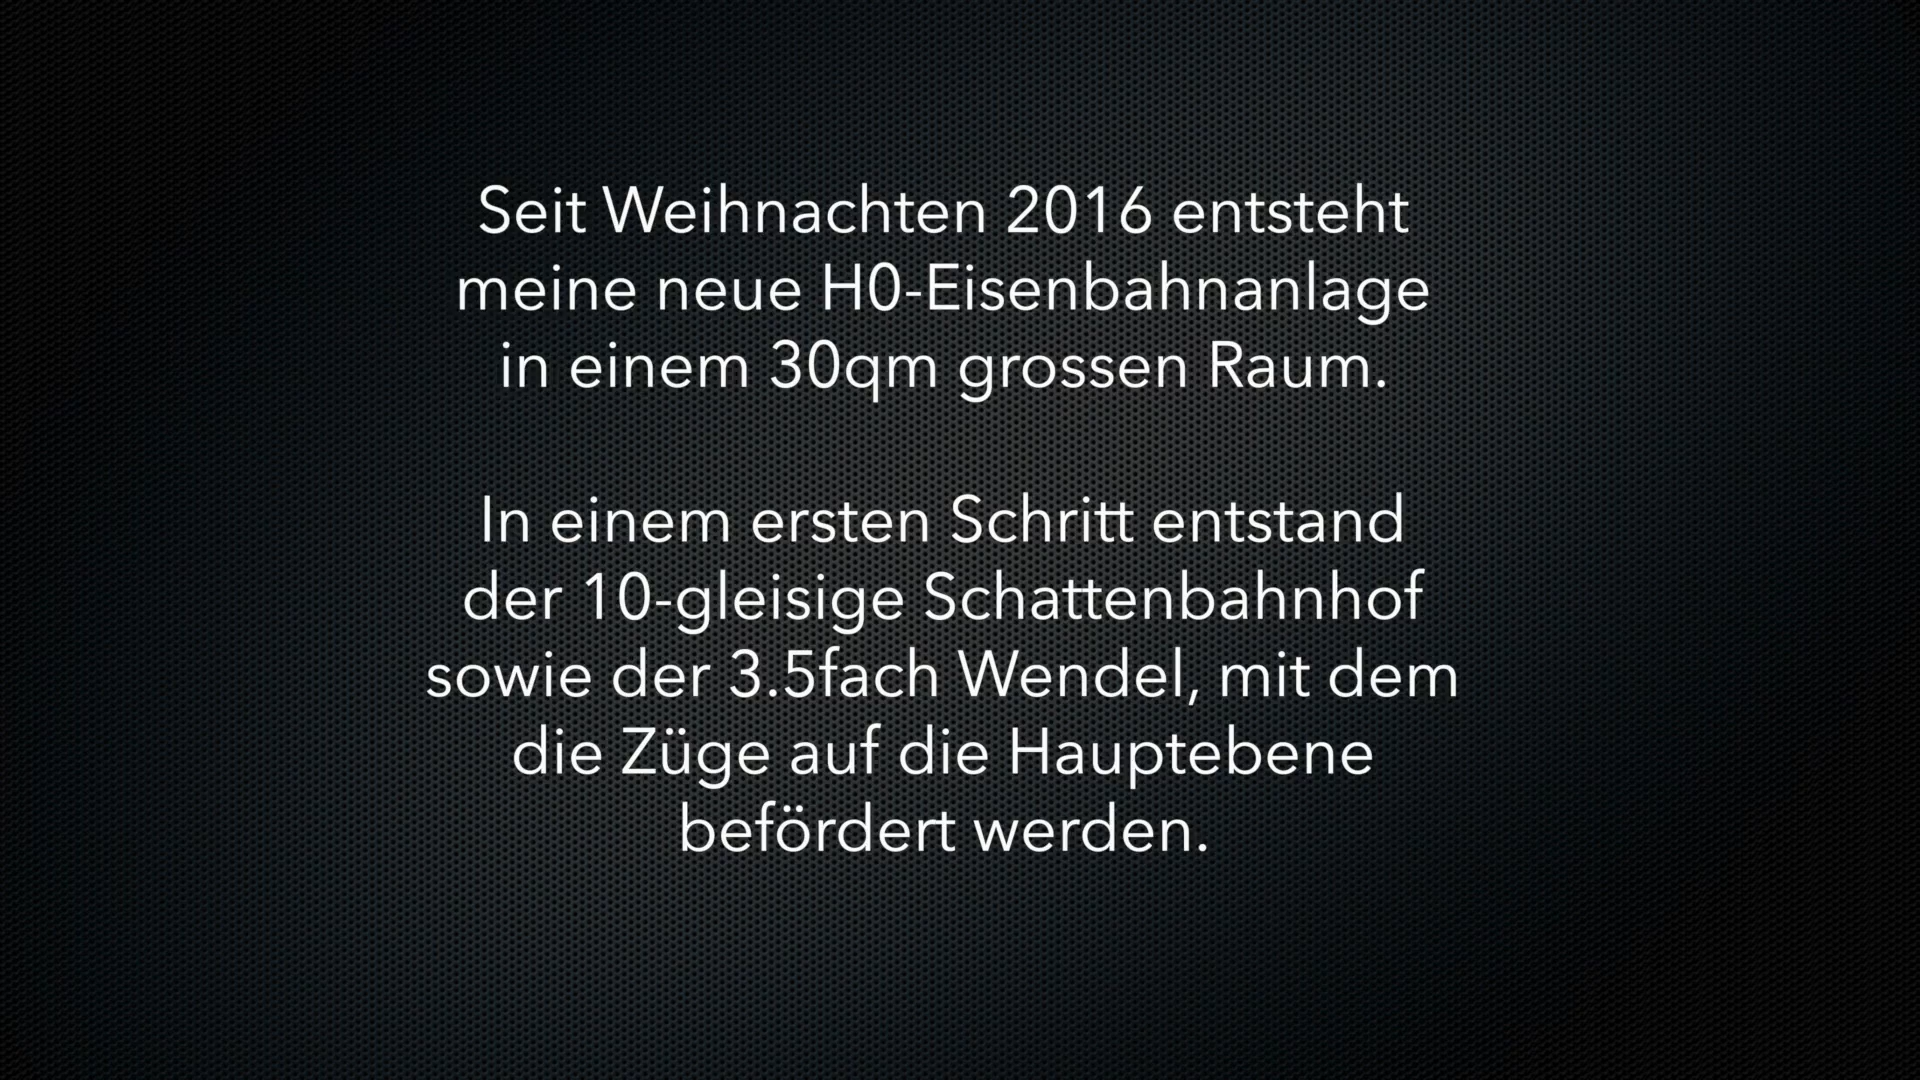 Seit Weihnachten 2016 entsteht
meine neue H0-Eisenbahnanlage
in einem 30qm grossen Raum.
In einem ersten Schritt entstand
der 10-gleisige Schattenbahnhof
sowie der 3.5fach Wendel, mit dem
die Züge auf die Hauptebene
befördert werden.